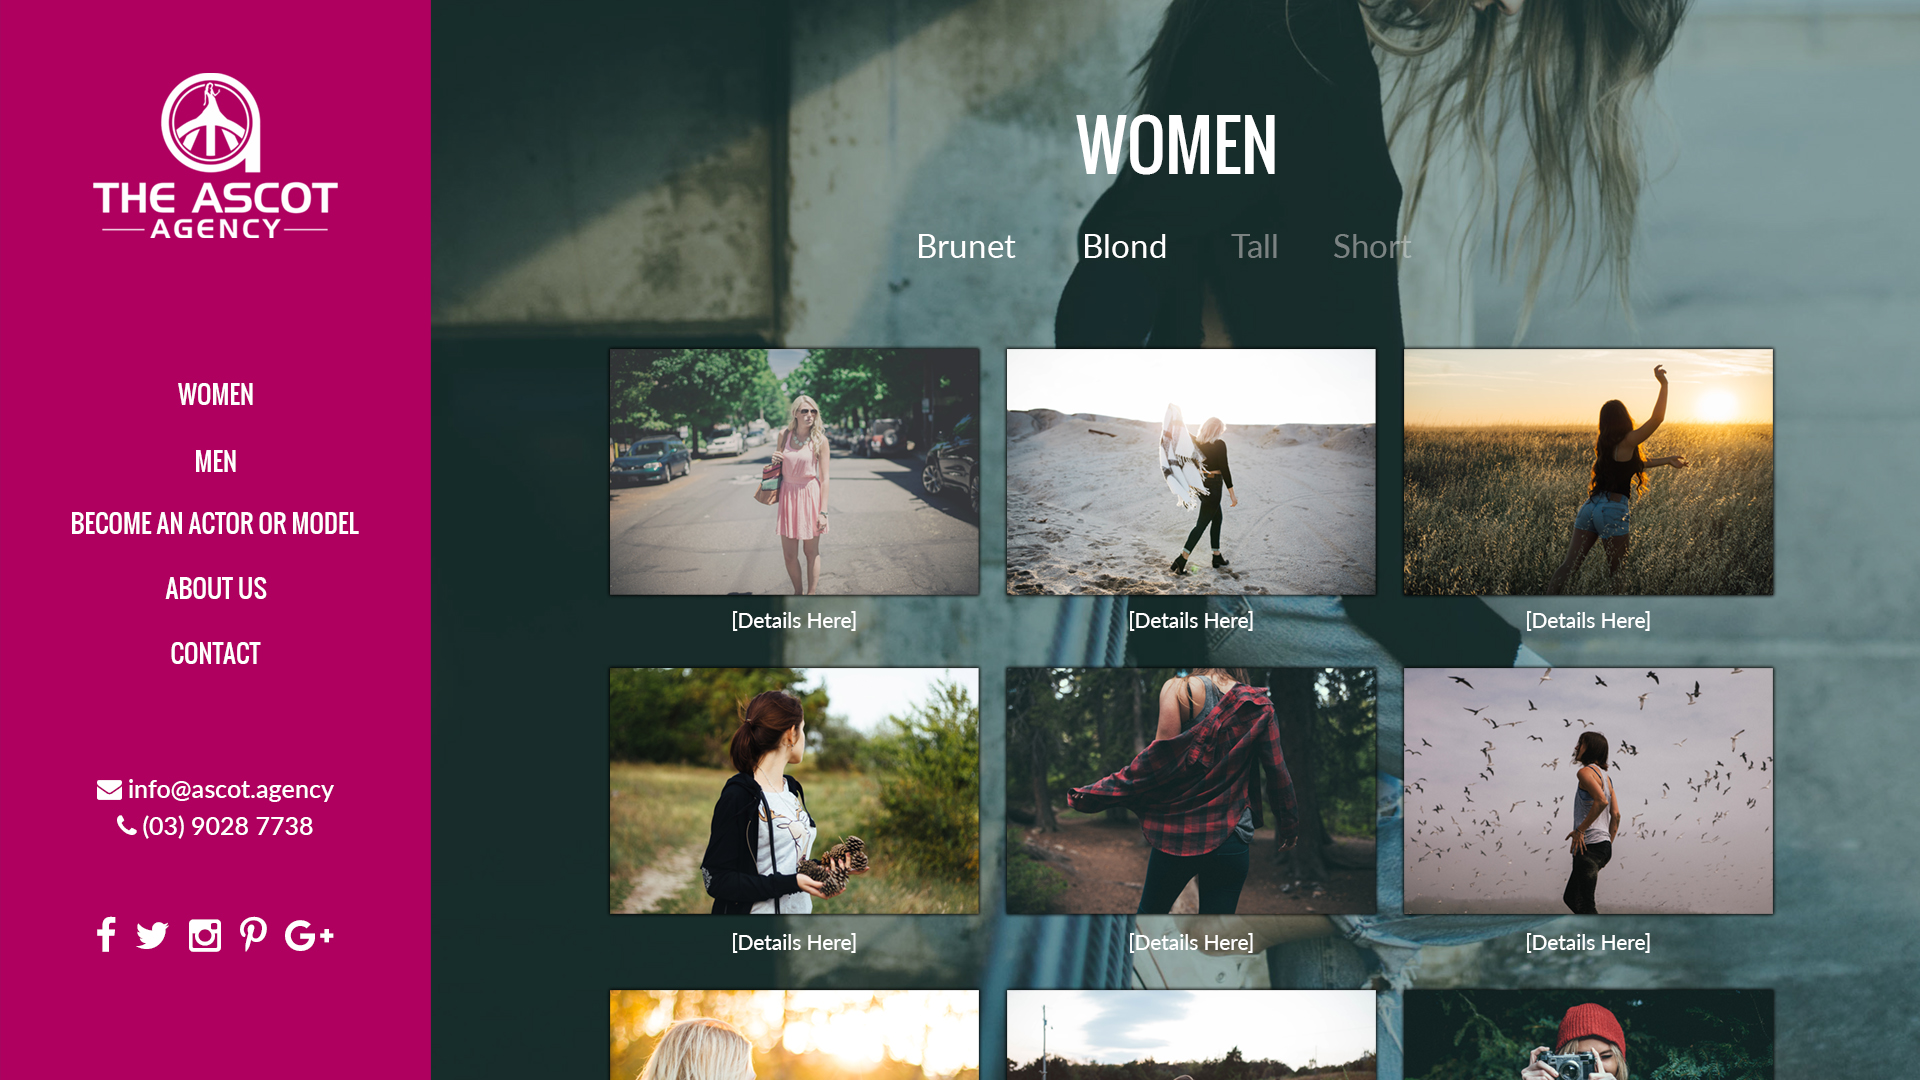 THE ASCOT
AGENCY
WOMEN
MEN
BECOME AN ACTOR OR MODEL
ABOUT US
CONTACT
info@ascot.agency
(03) 9028 7738
WOMEN
Brunet Blond Tall Short
[Details Here] [Details Here] [Details Here]
[Details Here] [Details Here] [Details Here]